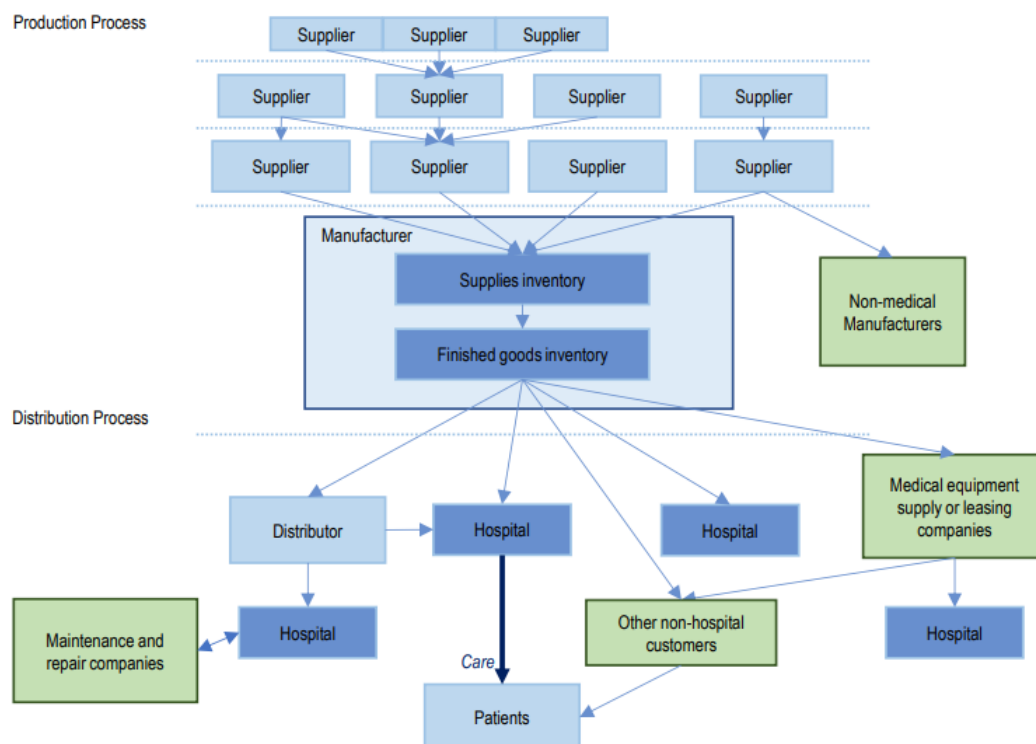 Production Process
Supplier
Supplier
Supplier
Supplier
Supplier
Supplier
Supplier
Supplier
Supplier
Supplier
Supplier
Manufacturer
Supplies inventory
Non-medical
Manufacturers
Finished goods inventory
Distribution Process
Medical equipment
supply or leasing
companies
Distributor
Hospital
Hospital
Maintenance and
repair companies
Hospital
Other non-hospital
customers
Hospital
Care
Patients